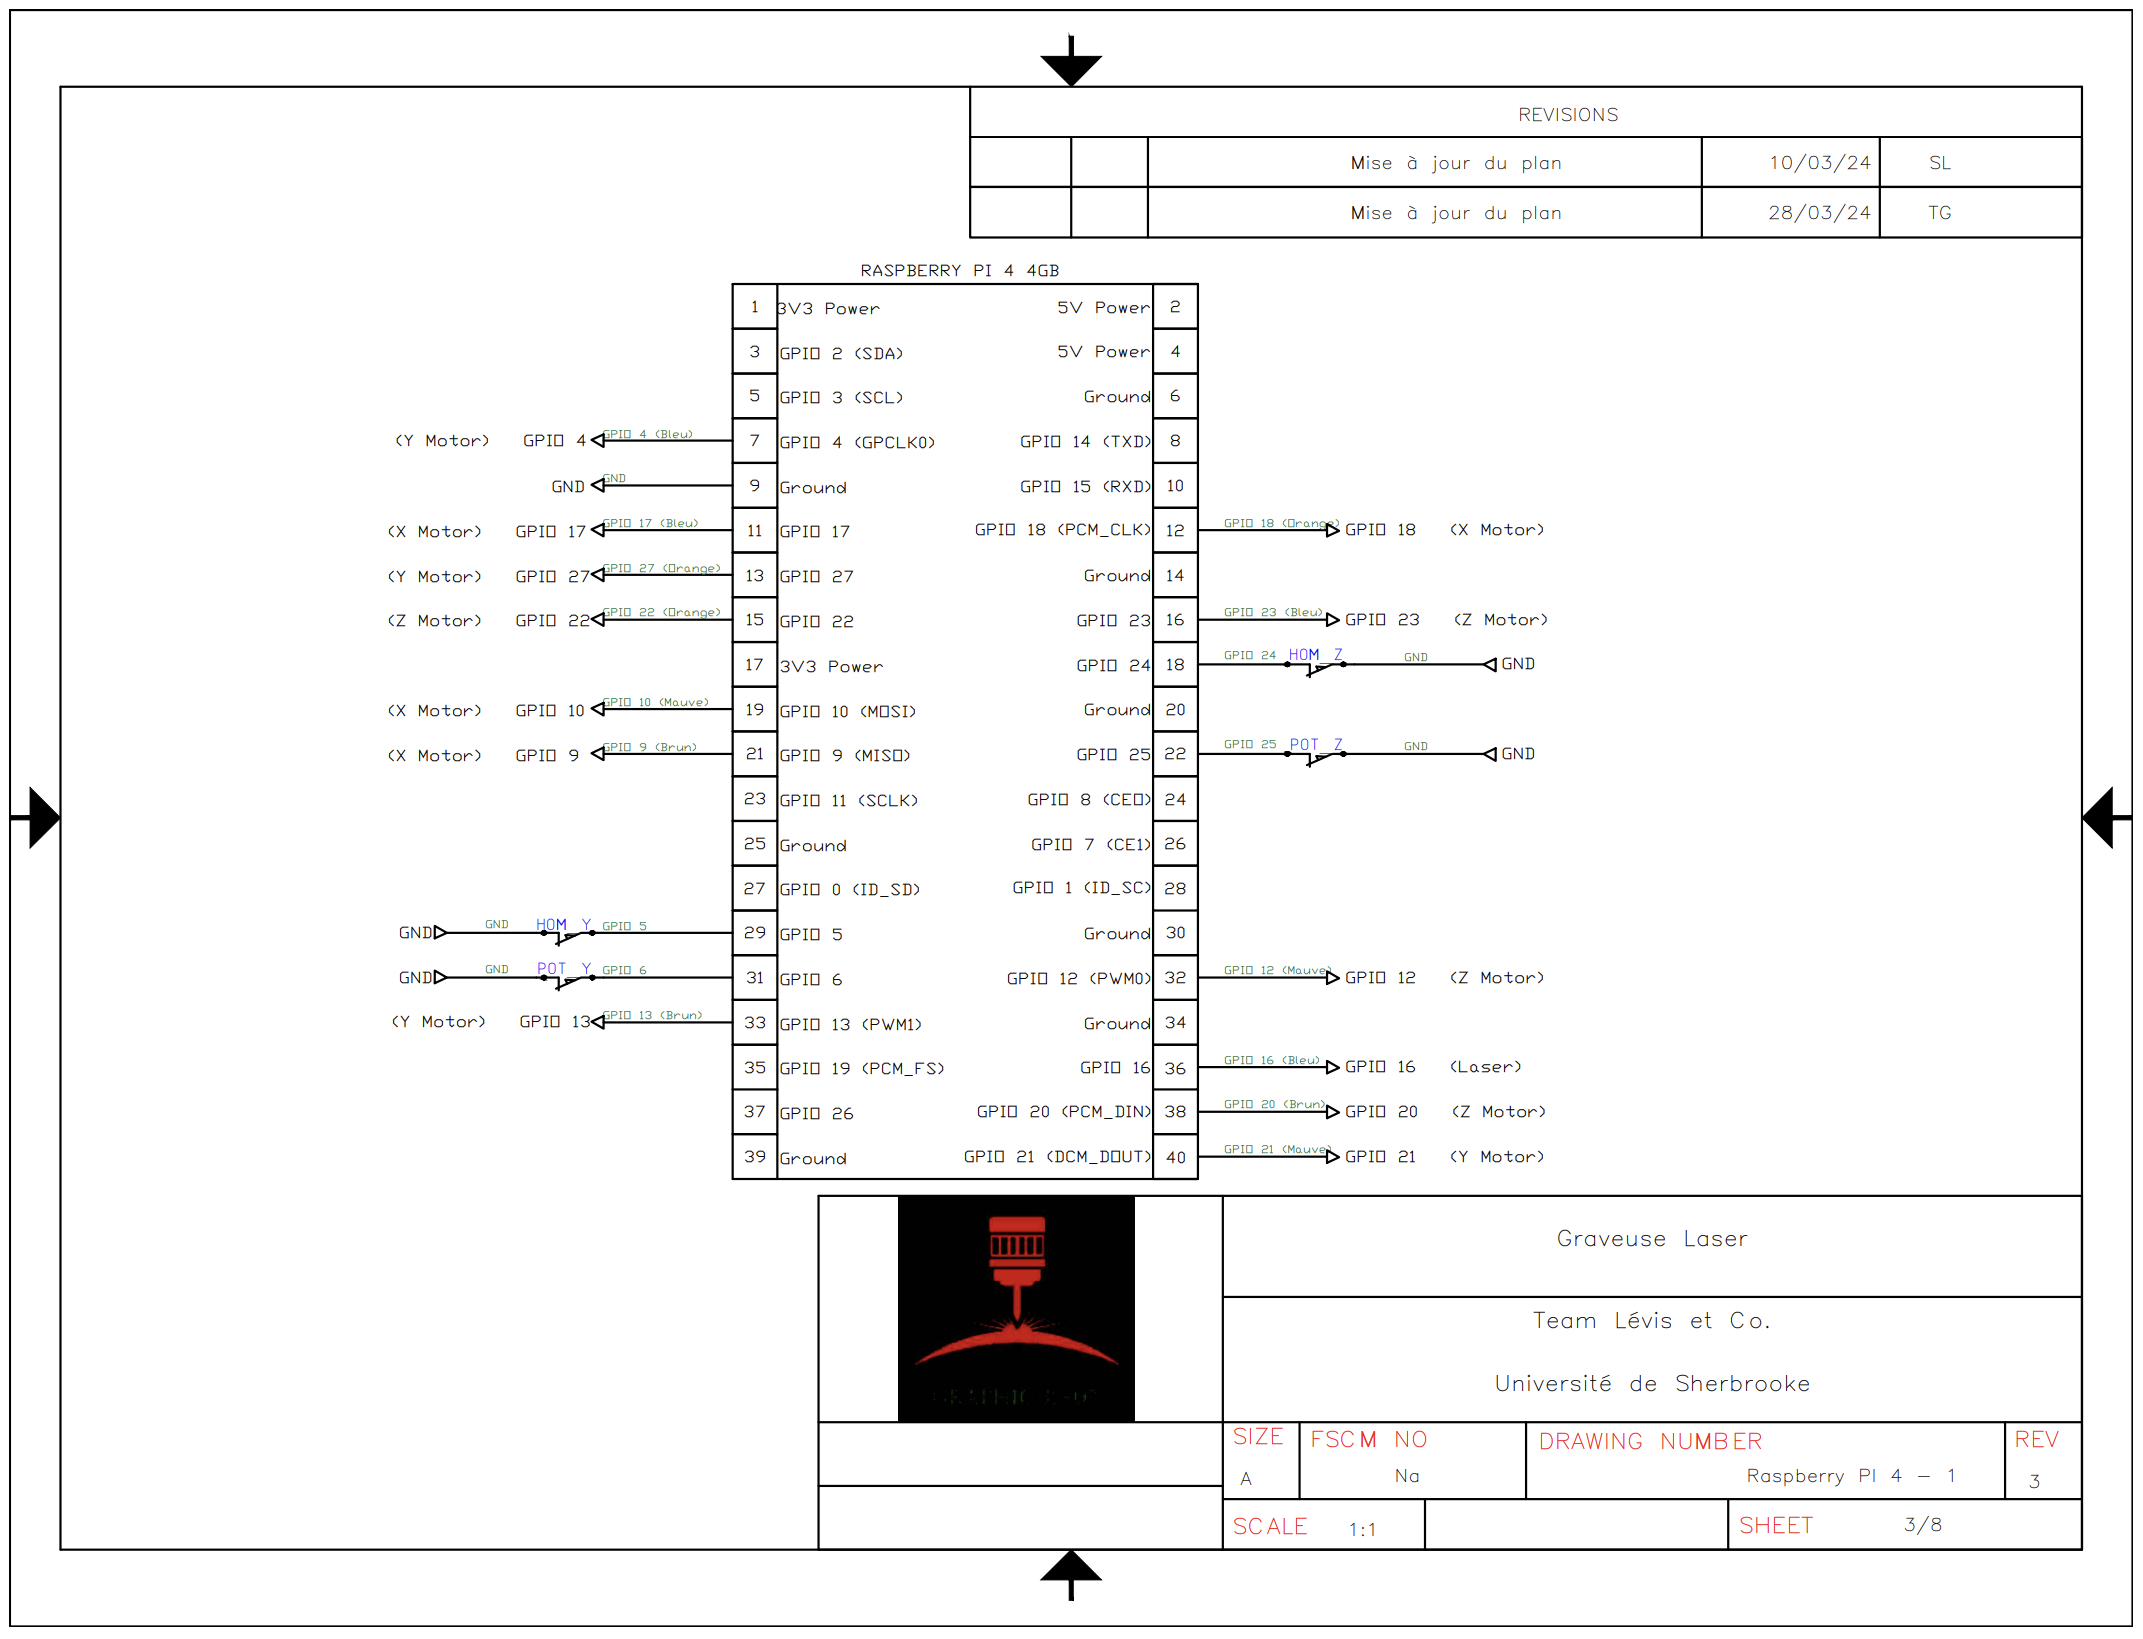 REVISIONS
Mise à jour du plan 10/03/24 SL
Mise à jour du plan 28/03/24 TG
RASPBERRY PI 4 4GB
1 3V3 Power 5V Power 2
3 GPIO 2 (SDA) 5V Power 4
5 GPIO 3 (SCL) Ground 6
(Y Motor) GPIO 4 GPIO 4 (Bleu) 7 GPIO 4 (GPCLK0) GPIO 14 (TXD) 8
GND GND 9 Ground GPIO 15 (RXD) 10
(X Motor) GPIO 17 GPIO 17 (Bleu) 11 GPIO 17 GPIO 18 (PCM_CLK) 12 GPIO 18 (Orange) GPIO 18 (X Motor)
(Y Motor) GPIO 27 GPIO 27 (Orange) 13 GPIO 27 Ground 14
(Z Motor) GPIO 22 GPIO 22 (Orange) 15 GPIO 22 GPIO 23 16 GPIO 23 (Bleu) GPIO 23 (Z Motor)
17 3V3 Power GPIO 24 18 GPIO 24 HOM_Z GND GND
(X Motor) GPIO 10 GPIO 10 (Mauve) 19 GPIO 10 (MOSI) Ground 20
(X Motor) GPIO 9 GPIO 9 (Brun) 21 GPIO 9 (MISO) GPIO 25 22 GPIO 25 POT_Z GND GND
23 GPIO 11 (SCLK) GPIO 8 (CE0) 24
25 Ground GPIO 7 (CE1) 26
27 GPIO 0 (ID_SD) GPIO 1 (ID_SC) 28
GND GND HOM_Y GPIO 5 29 GPIO 5 Ground 30
GND GND POT_Y GPIO 6 31 GPIO 6 GPIO 12 (PWM0) 32 GPIO 12 (Mauve) GPIO 12 (Z Motor)
(Y Motor) GPIO 13 GPIO 13 (Brun) 33 GPIO 13 (PWM1) Ground 34
35 GPIO 19 (PCM_FS) GPIO 16 36 GPIO 16 (Bleu) GPIO 16 (Laser)
37 GPIO 26 GPIO 20 (PCM_DIN) 38 GPIO 20 (Brun) GPIO 20 (Z Motor)
39 Ground GPIO 21 (DCM_DOUT) 40 GPIO 21 (Mauve) GPIO 21 (Y Motor)
Graveuse Laser
Team Lévis et Co.
Université de Sherbrooke
SIZE FSCM NO DRAWING NUMBER REV
A Na Raspberry PI 4 - 1 3
SCALE 1:1 SHEET 3/8